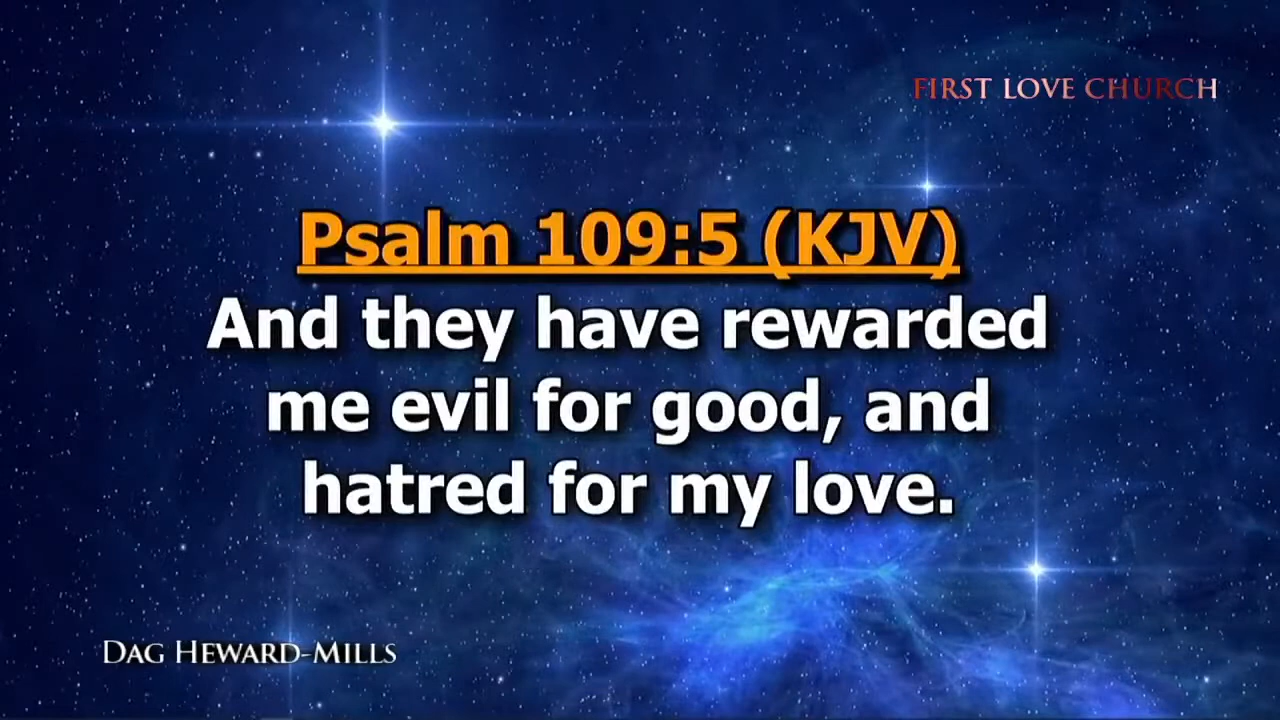 FIRST LOVE CHURCH
Psalm 109:5 (KJV)
And they have rewarded
me evil for good, and
hatred for my love.
DAG HEWARD-MILLS